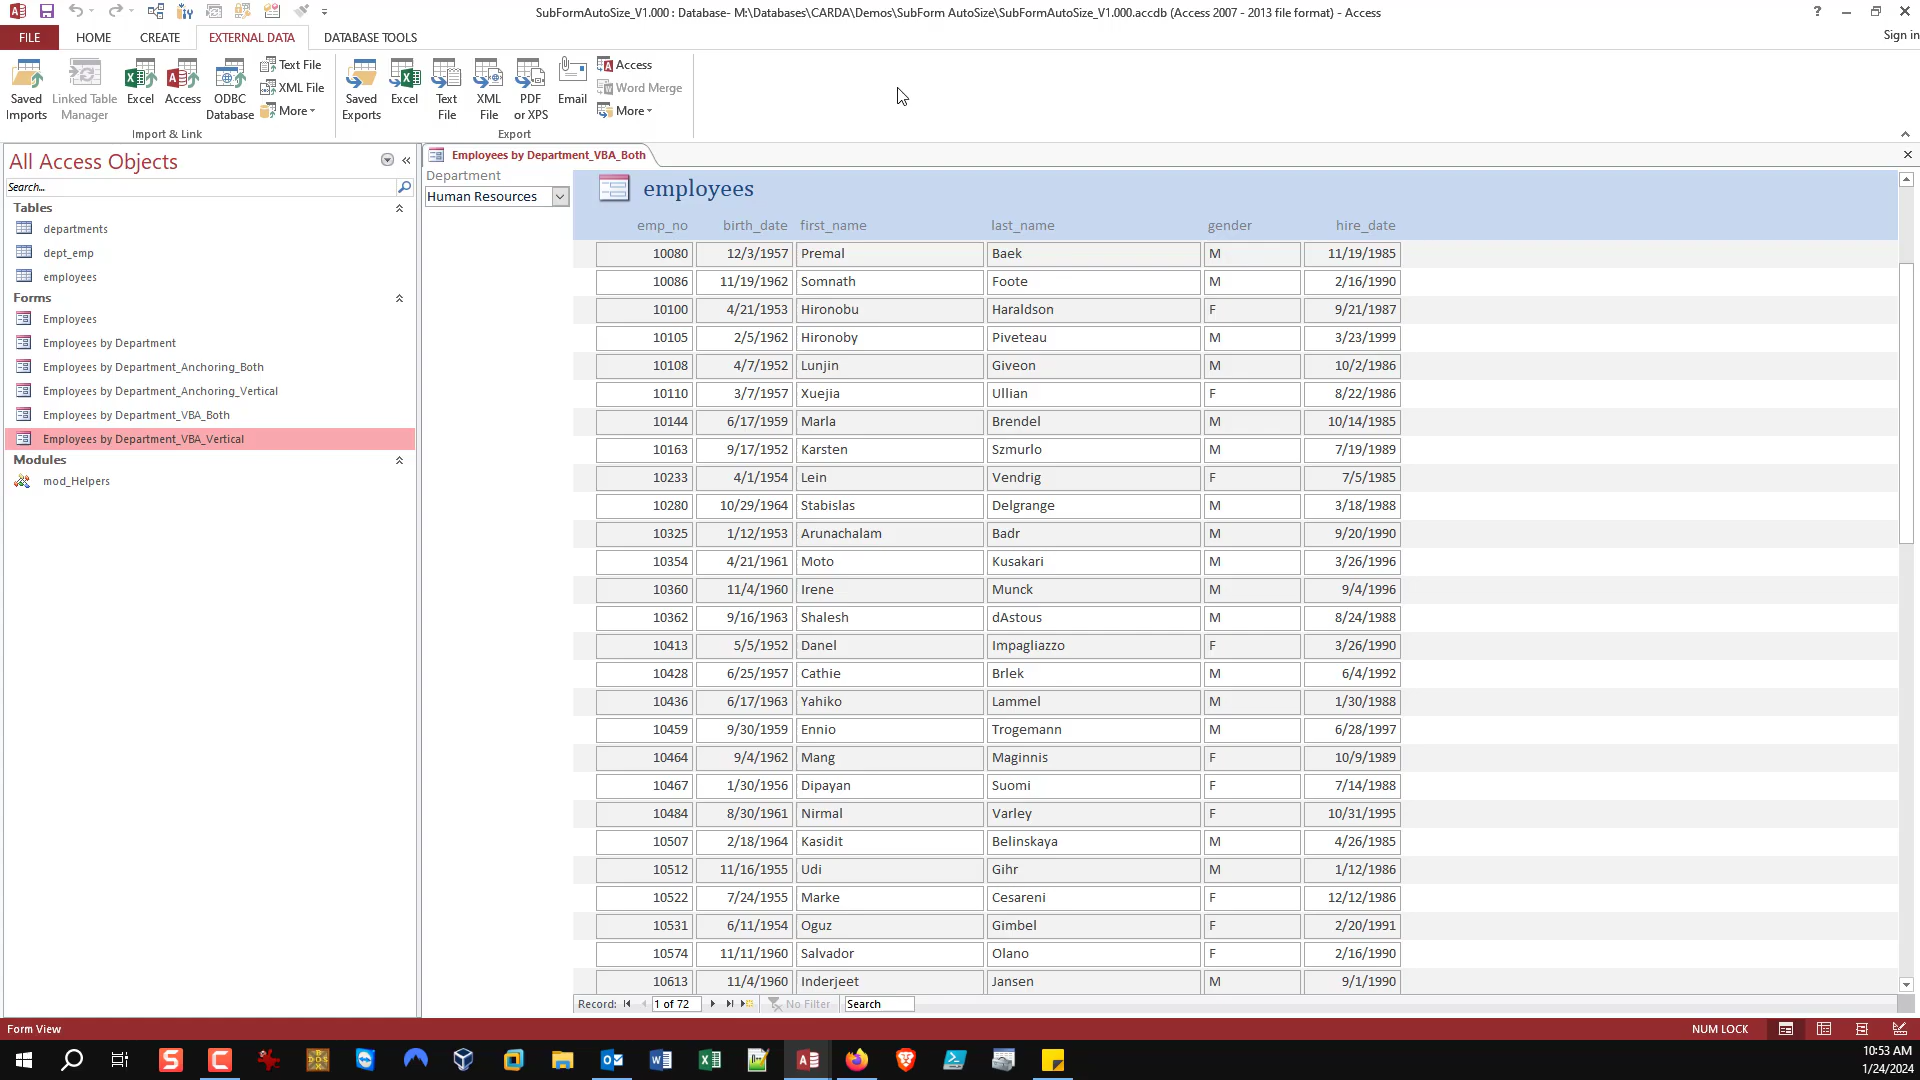 SubFormAutoSize_V1.000 : Database- M:\Databases\CARDA\Demos\SubForm AutoSize\SubFormAutoSize_V1.000.accdb (Access 2007 - 2013 file format) - Access
?
FILE HOME CREATE EXTERNAL DATA DATABASE TOOLS Sign in
Saved Imports
Linked Table Manager
Excel
Access
ODBC Database
Text File
XML File
More
Import & Link
Saved Exports
Excel
Text File
XML File
PDF or XPS
Email
Access
Word Merge
More
Export
All Access Objects
Search...
Tables
departments
dept_emp
employees
Forms
Employees
Employees by Department
Employees by Department_Anchoring_Both
Employees by Department_Anchoring_Vertical
Employees by Department_VBA_Both
Employees by Department_VBA_Vertical
Modules
mod_Helpers
Employees by Department_VBA_Both
Department
Human Resources
employees
emp_no birth_date first_name last_name gender hire_date
10080 12/3/1957 Premal Baek M 11/19/1985
10086 11/19/1962 Somnath Foote M 2/16/1990
10100 4/21/1953 Hironobu Haraldson F 9/21/1987
10105 2/5/1962 Hironoby Piveteau M 3/23/1999
10108 4/7/1952 Lunjin Giveon M 10/2/1986
10110 3/7/1957 Xuejia Ullian F 8/22/1986
10144 6/17/1959 Marla Brendel M 10/14/1985
10163 9/17/1952 Karsten Szmurlo M 7/19/1989
10233 4/1/1954 Lein Vendrig F 7/5/1985
10280 10/29/1964 Stabislas Delgrange M 3/18/1988
10325 1/12/1953 Arunachalam Badr M 9/20/1990
10354 4/21/1961 Moto Kusakari M 3/26/1996
10360 11/4/1960 Irene Munck M 9/4/1996
10362 9/16/1963 Shalesh dAstous M 8/24/1988
10413 5/5/1952 Danel Impagliazzo F 3/26/1990
10428 6/25/1957 Cathie Brlek M 6/4/1992
10436 6/17/1963 Yahiko Lammel M 1/30/1988
10459 9/30/1959 Ennio Trogemann M 6/28/1997
10464 9/4/1962 Mang Maginnis F 10/9/1989
10467 1/30/1956 Dipayan Suomi F 7/14/1988
10484 8/30/1961 Nirmal Varley F 10/31/1995
10507 2/18/1964 Kasidit Belinskaya M 4/26/1985
10512 11/16/1955 Udi Gihr M 1/12/1986
10522 7/24/1955 Marke Cesareni F 12/12/1986
10531 6/11/1954 Oguz Gimbel F 2/20/1991
10574 11/11/1960 Salvador Olano F 2/16/1990
10613 11/4/1960 Inderjeet Jansen M 9/1/1990
Record: 1 of 72 No Filter Search
Form View NUM LOCK
10:53 AM
1/24/2024